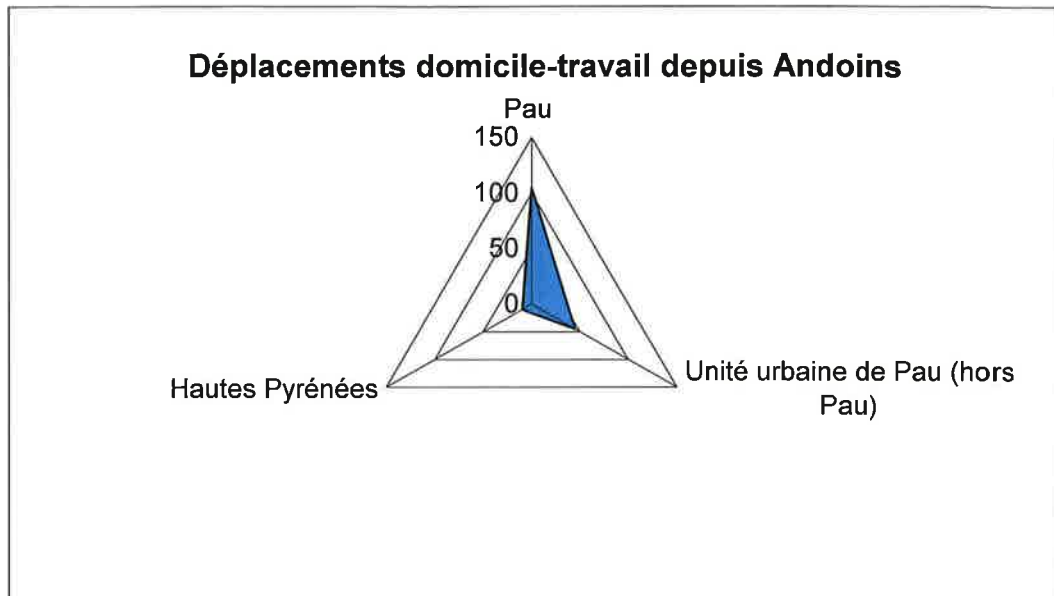 Déplacements domicile-travail depuis Andoins
Pau
150
100
50
0
Hautes Pyrénées
Unité urbaine de Pau (hors
Pau)